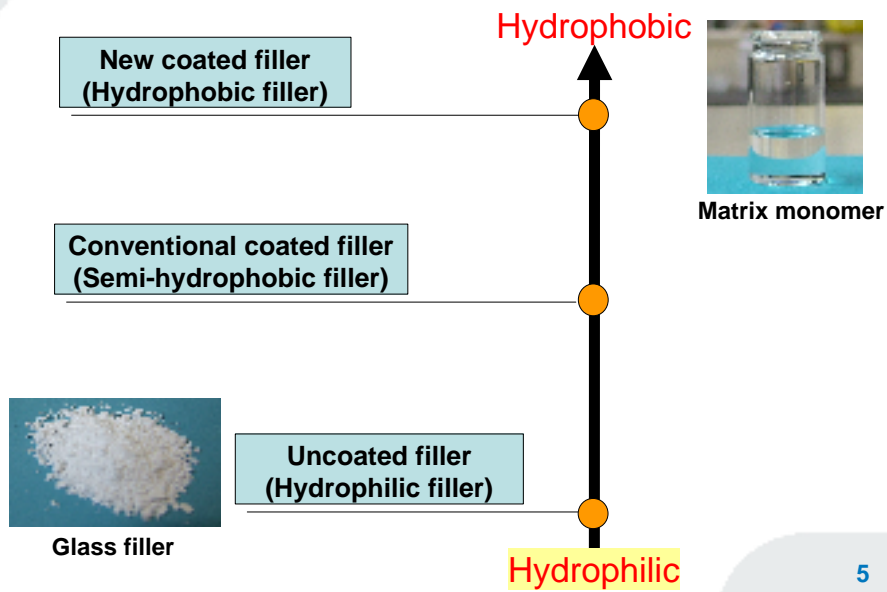 Hydrophobic
New coated filler
(Hydrophobic filler)
Matrix monomer
Conventional coated filler
(Semi-hydrophobic filler)
Uncoated filler
(Hydrophilic filler)
Glass filler
Hydrophilic
5